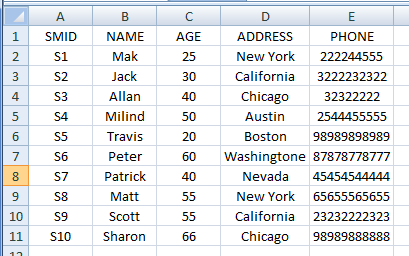 A B C D E
1 SMID NAME AGE ADDRESS PHONE
2 S1 Mak 25 New York 222244555
3 S2 Jack 30 California 3222232322
4 S3 Allan 40 Chicago 32322222
5 S4 Milind 50 Austin 2544455555
6 S5 Travis 20 Boston 98989898989
7 S6 Peter 60 Washingtone 87878778777
8 S7 Patrick 40 Nevada 45454544444
9 S8 Matt 55 New York 65655565655
10 S9 Scott 55 California 23232222323
11 S10 Sharon 66 Chicago 98989888888